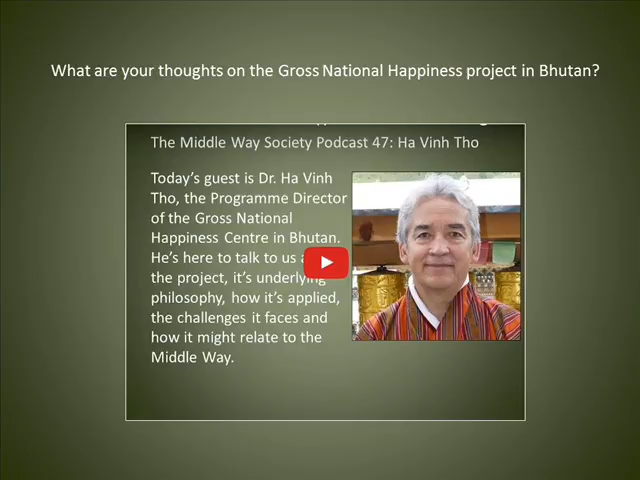 What are your thoughts on the Gross National Happiness project in Bhutan?
The Middle Way Society Podcast 47: Ha Vinh Tho
Today's guest is Dr. Ha Vinh
Tho, the Programme Director
of the Gross National
Happiness Centre in Bhutan.
He's here to talk to us
the project, it's underlying
philosophy, how it's applied,
the challenges it faces and
how it might relate to the
Middle Way.